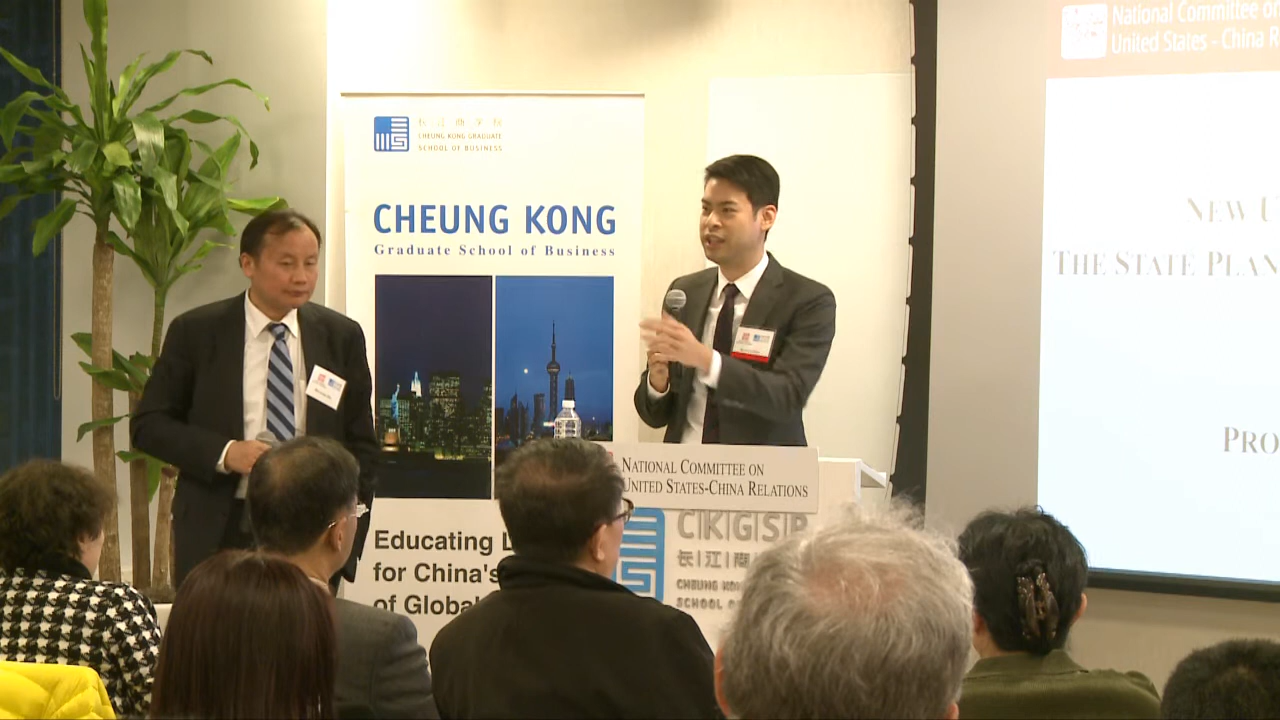 长江商学院
CHEUNG KONG GRADUATE
SCHOOL OF BUSINESS
CHEUNG KONG
Graduate School of Business
Educating L
for China's
of Global
NATIONAL COMMITTEE ON
UNITED STATES-CHINA RELATIONS
CKGSB
长江商
CHEUNG KON
SCHOOL O
National Committee on
United States - China R
NEW U
THE STATE PLAN
PRO